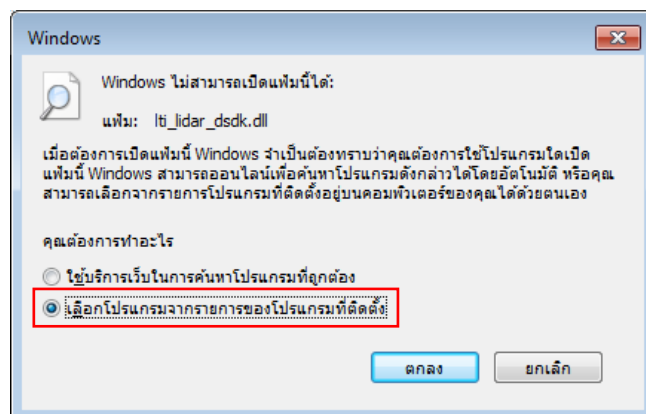 Windows
Windows ไม่สามารถเปิดแฟ้มนี้ได้:
แฟ้ม: lti_lidar_dsdk.dll
เมื่อต้องการเปิดแฟ้มนี้ Windows จำเป็นต้องทราบว่าคุณต้องการใช้โปรแกรมใดเปิด
แฟ้มนี้ Windows สามารถออนไลน์เพื่อค้นหาโปรแกรมดังกล่าวได้โดยอัตโนมัติ หรือคุณ
สามารถเลือกจากรายการโปรแกรมที่ติดตั้งอยู่บนคอมพิวเตอร์ของคุณได้ด้วยตนเอง
คุณต้องการทำอะไร
ใช้บริการเว็บในการค้นหาโปรแกรมที่ถูกต้อง
เลือกโปรแกรมจากรายการของโปรแกรมที่ติดตั้ง
ตกลง ยกเลิก